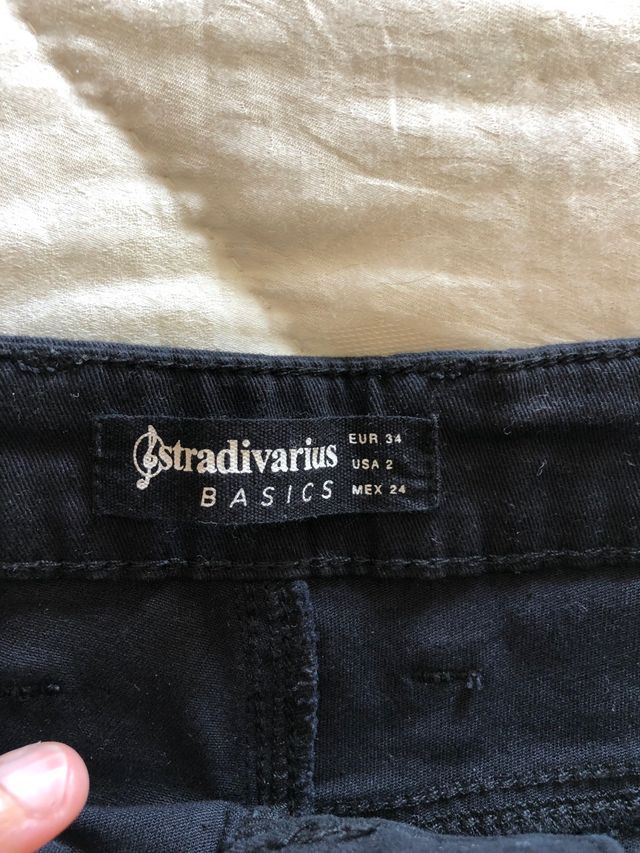 stradivarius
BASICS
EUR 34
USA 2
MEX 24